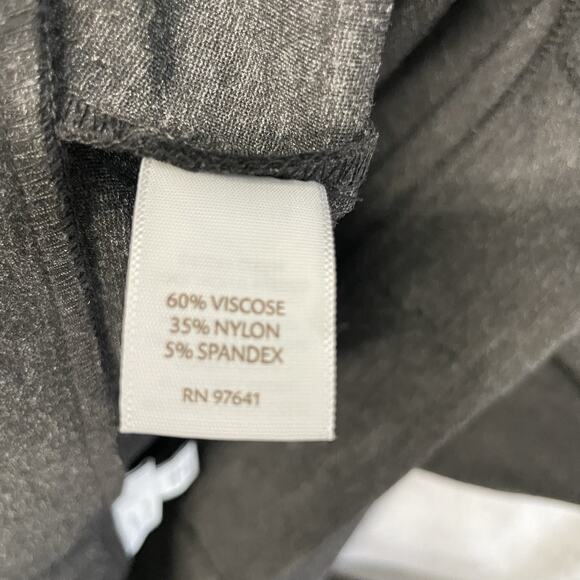 60% VISCOSE
35% NYLON
5% SPANDEX
RN 97641